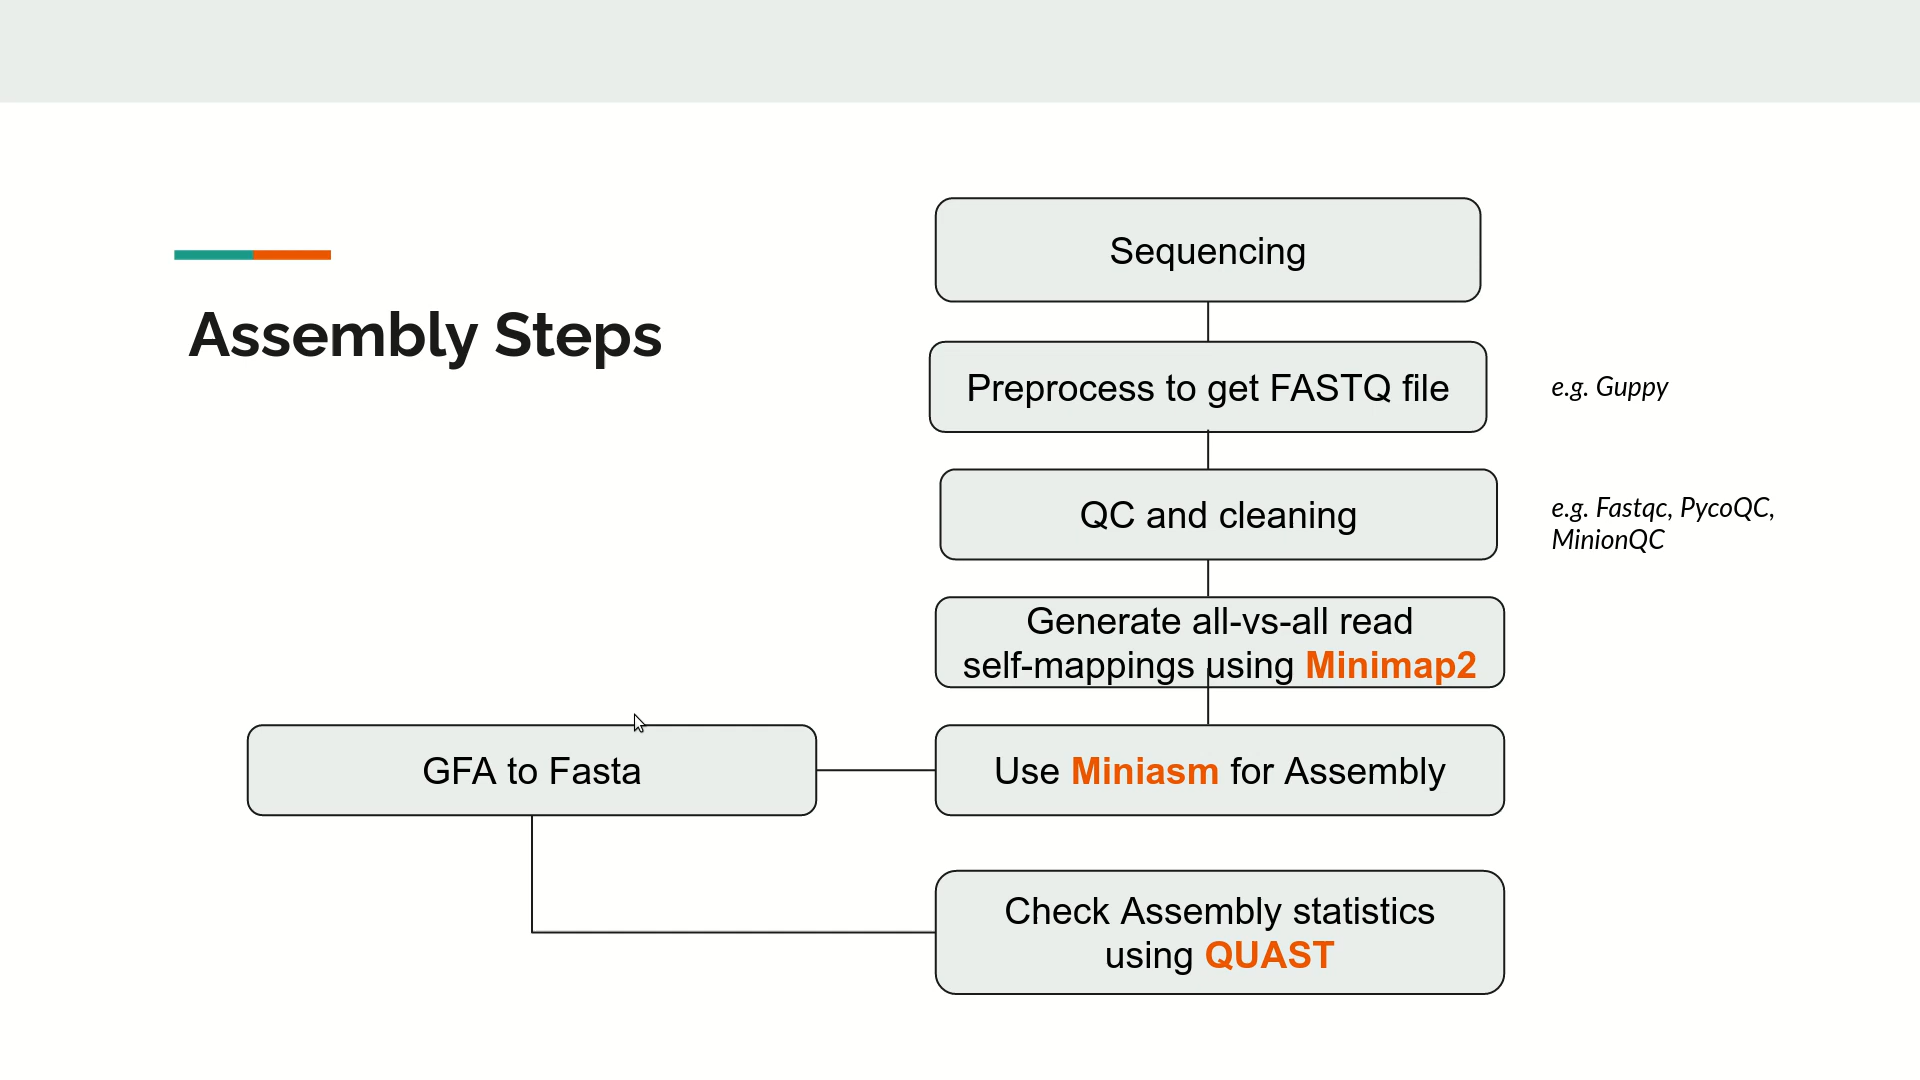 Assembly Steps
Sequencing
Preprocess to get FASTQ file
e.g. Guppy
QC and cleaning
e.g. Fastqc, PycoQC,
MinionQC
Generate all-vs-all read
self-mappings using Minimap2
Use Miniasm for Assembly
GFA to Fasta
Check Assembly statistics
using QUAST